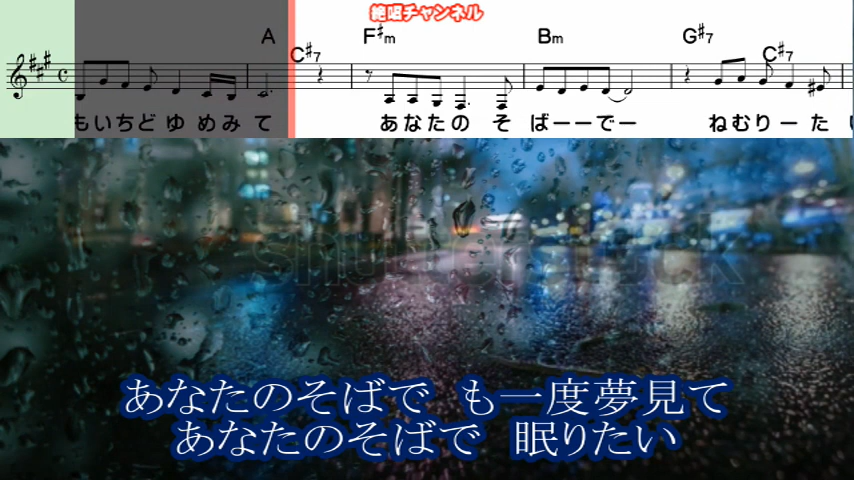 絶唱チャンネル
A C#7 F#m Bm G#7 C#7
もいちどゆめみて あなたの そばーーでー ねむりーた
shutterstock
あなたのそばで も一度夢見て
あなたのそばで 眠りたい